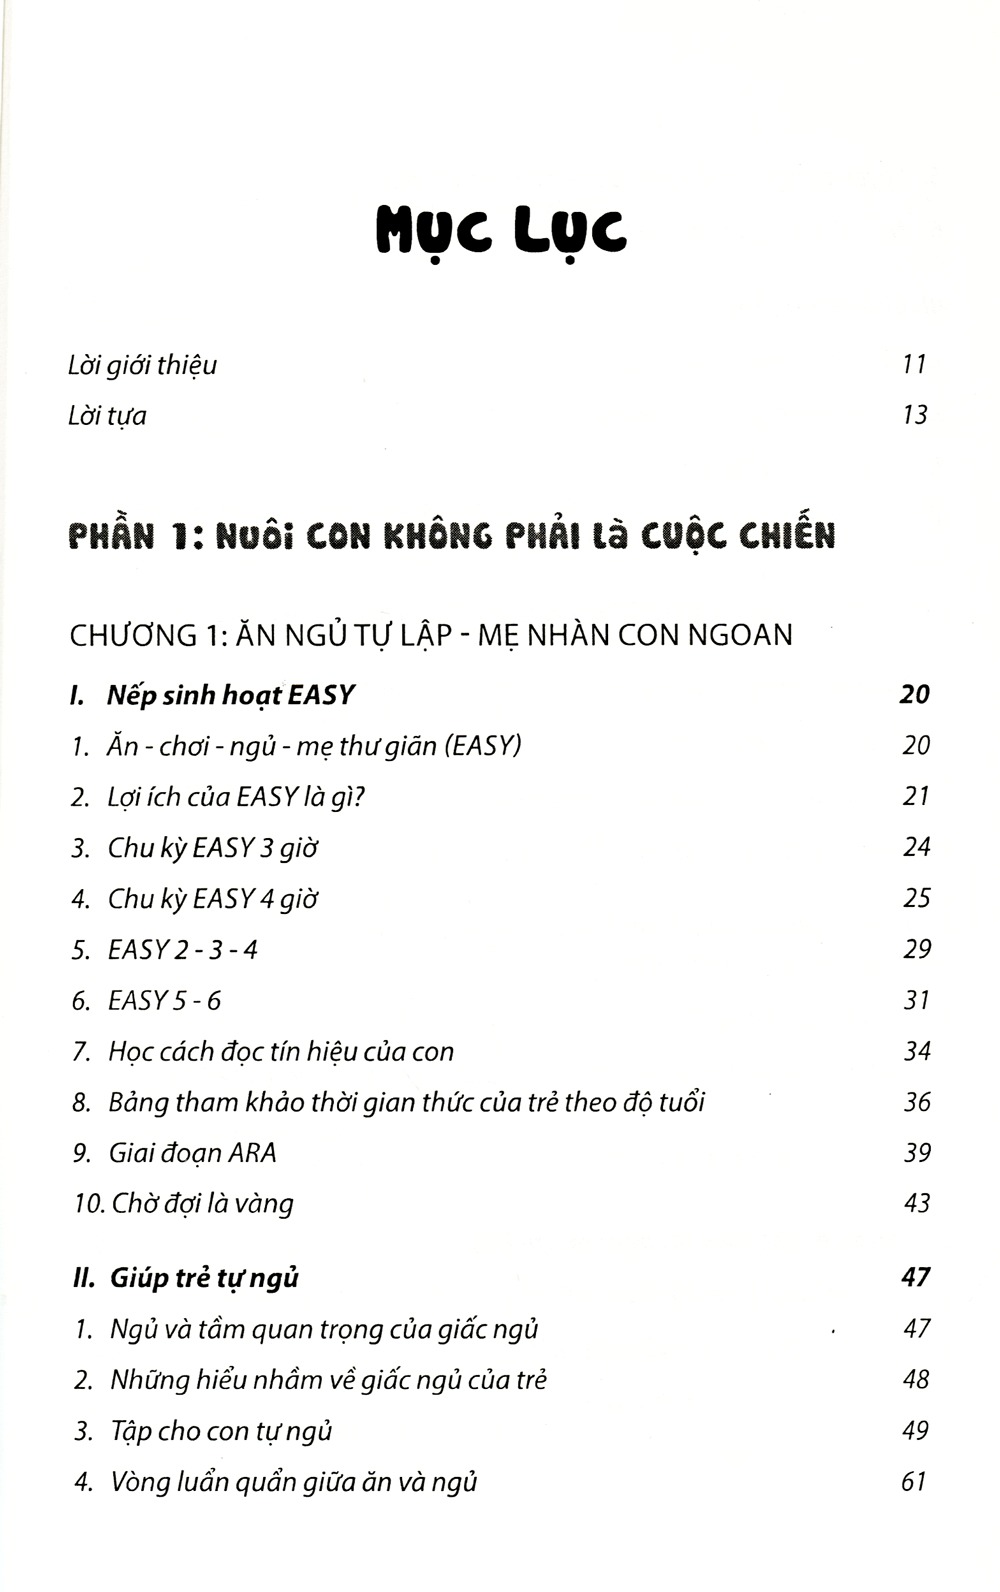 Mục Lục
Lời giới thiệu 11
Lời tựa 13
PHẦN 1: Nuôi CON KHÔNG PHẢI là CUỘC CHIẾN
CHƯƠNG 1: ĂN NGỦ TỰ LẬP - MẸ NHÀN CON NGOAN
I. Nếp sinh hoạt EASY 20
1. Ăn - chơi - ngủ - mẹ thư giãn (EASY) 20
2. Lợi ích của EASY là gì? 21
3. Chu kỳ EASY 3 giờ 24
4. Chu kỳ EASY 4 giờ 25
5. EASY 2 - 3 - 4 29
6. EASY 5 - 6 31
7. Học cách đọc tín hiệu của con 34
8. Bảng tham khảo thời gian thức của trẻ theo độ tuổi 36
9. Giai đoạn ARA 39
10. Chờ đợi là vàng 43
II. Giúp trẻ tự ngủ 47
1. Ngủ và tầm quan trọng của giấc ngủ 47
2. Những hiểu nhầm về giấc ngủ của trẻ 48
3. Tập cho con tự ngủ 49
4. Vòng luẩn quẩn giữa ăn và ngủ 61